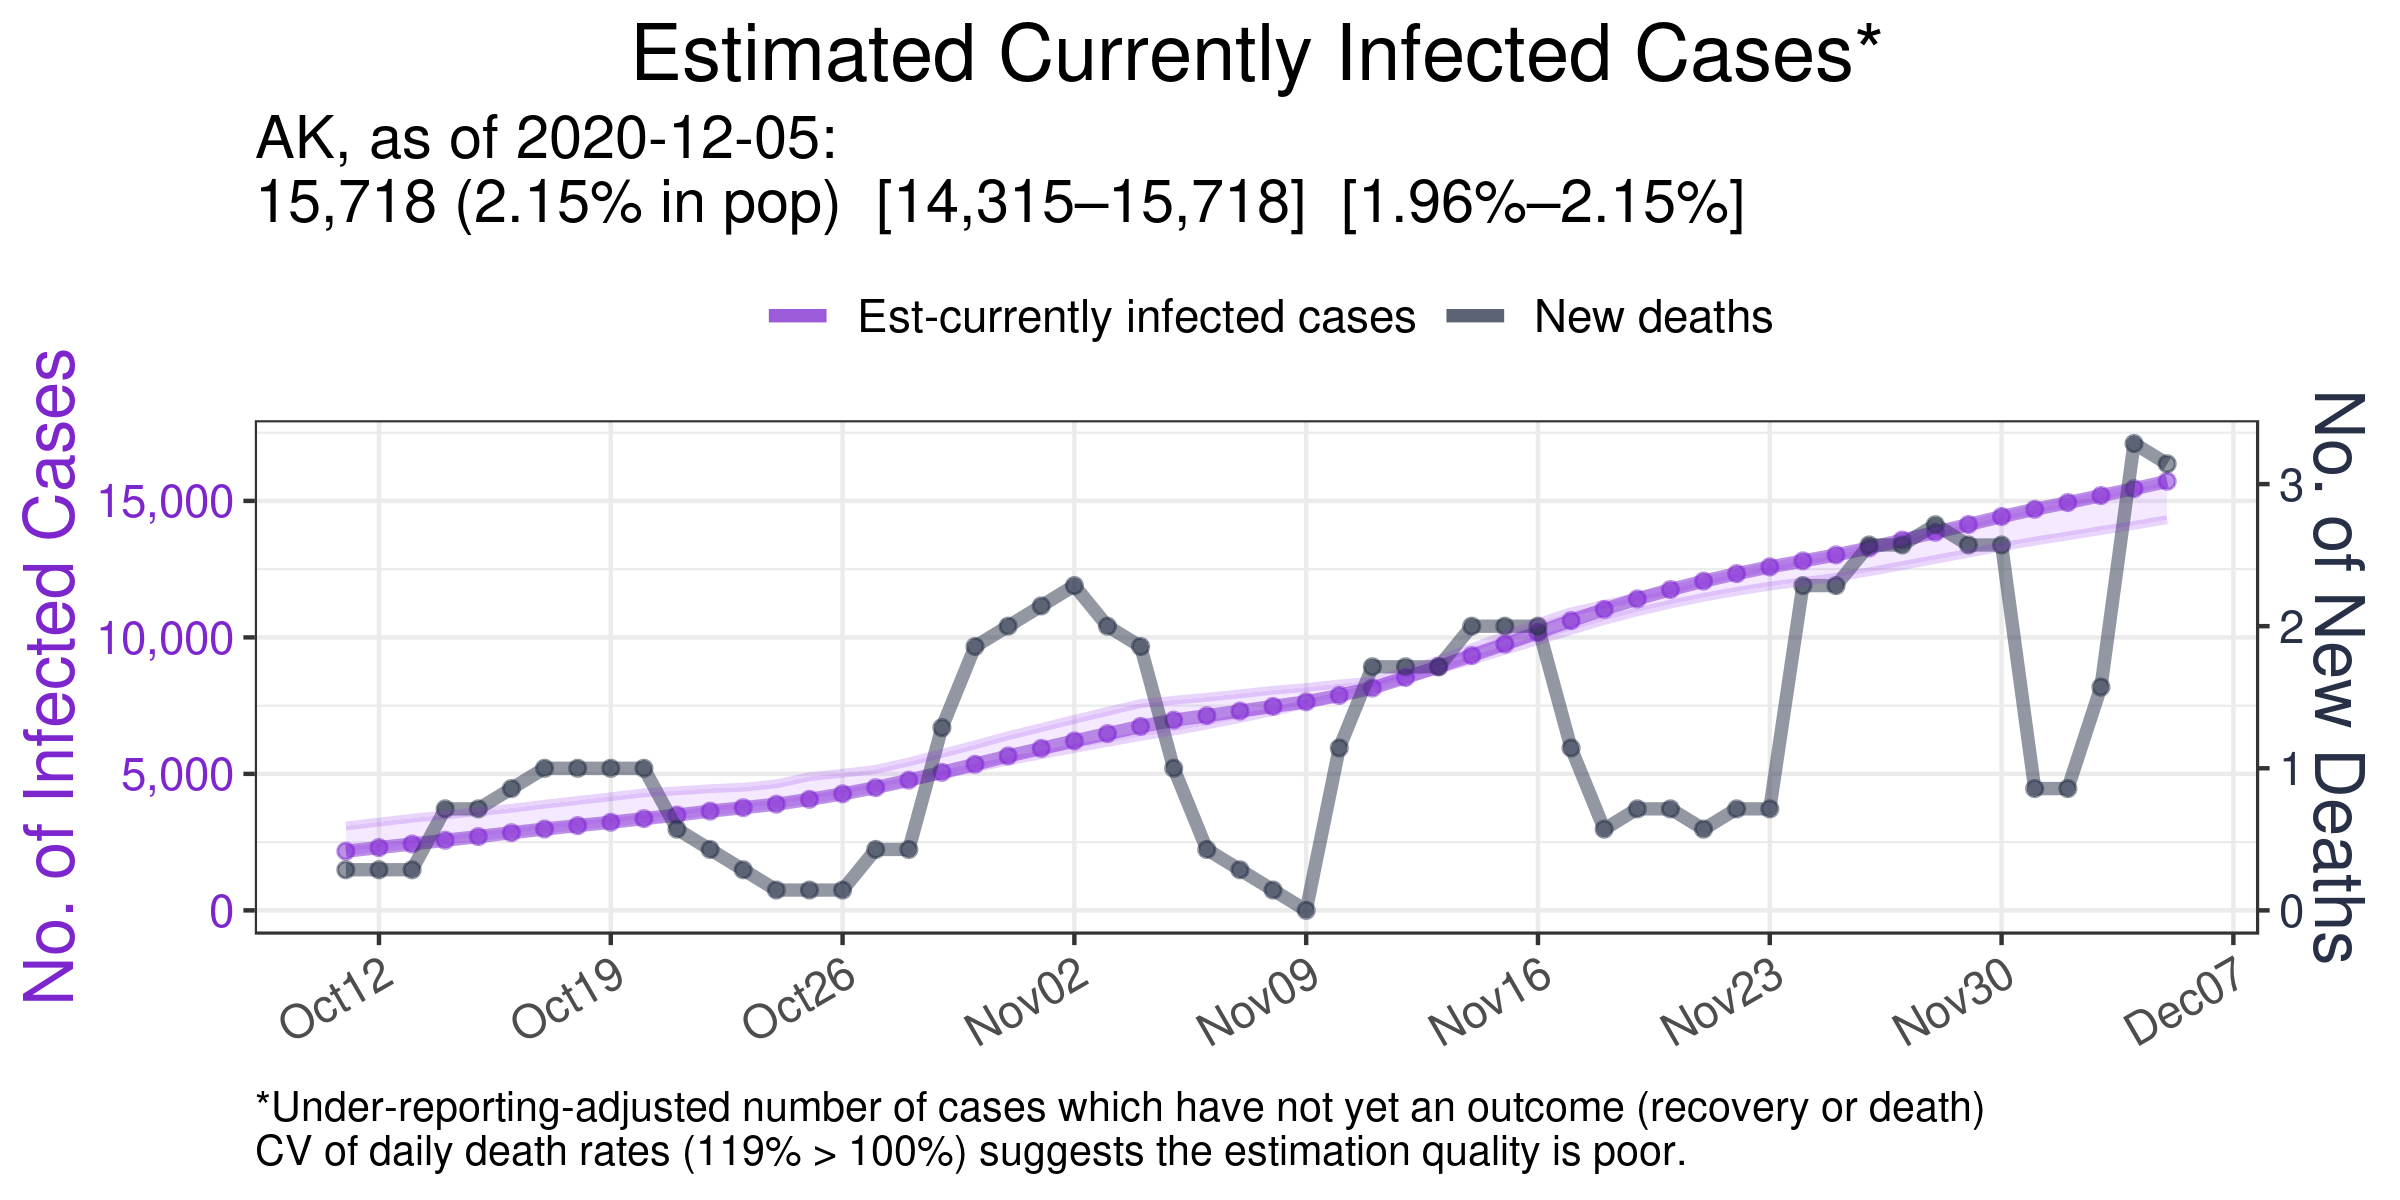 Estimated Currently Infected Cases*
AK, as of 2020-12-05:
15,718 (2.15% in pop)  [14,315–15,718]  [1.96%–2.15%]
Est-currently infected cases
New deaths
No. of Infected Cases
15,000
10,000
5,000
0
3
2
1
0
No. of New Deaths
Oct12
Oct19
Oct26
Nov02
Nov09
Nov16
Nov23
Nov30
Dec07
*Under-reporting-adjusted number of cases which have not yet an outcome (recovery or death)
CV of daily death rates (119% > 100%) suggests the estimation quality is poor.